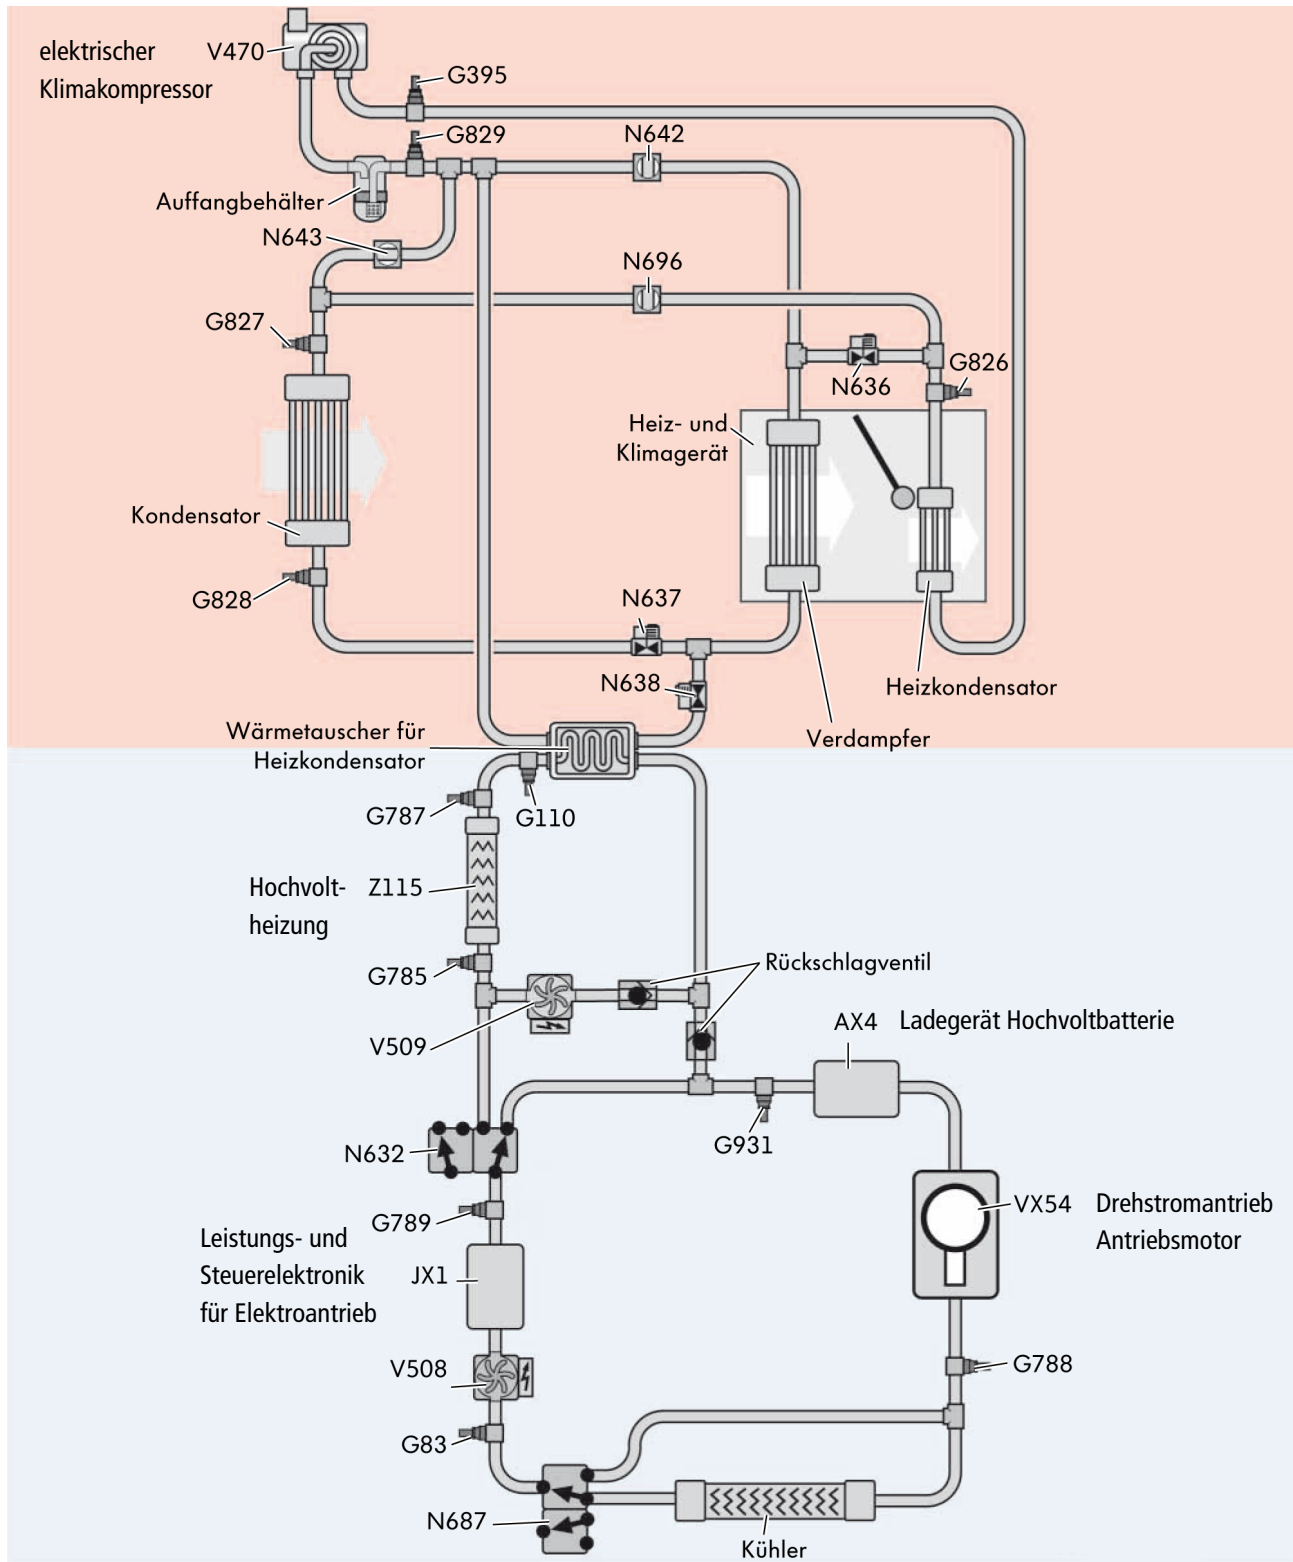 elektrischer V470
Klimakompressor
G395
G829
N642
Auffangbehälter
N643
N696
G827
N636
G826
Heiz- und
Klimagerät
Kondensator
G828
N637
N638
Heizkondensator
Verdampfer
Wärmetauscher für
Heizkondensator
G787
G110
Hochvolt- Z115
heizung
G785
Rückschlagventil
V509
AX4 Ladegerät Hochvoltbatterie
N632
G931
G789
VX54 Drehstromantrieb
Antriebsmotor
Leistungs- und
Steuerelektronik JX1
für Elektroantrieb
V508
G788
G83
N687
Kühler